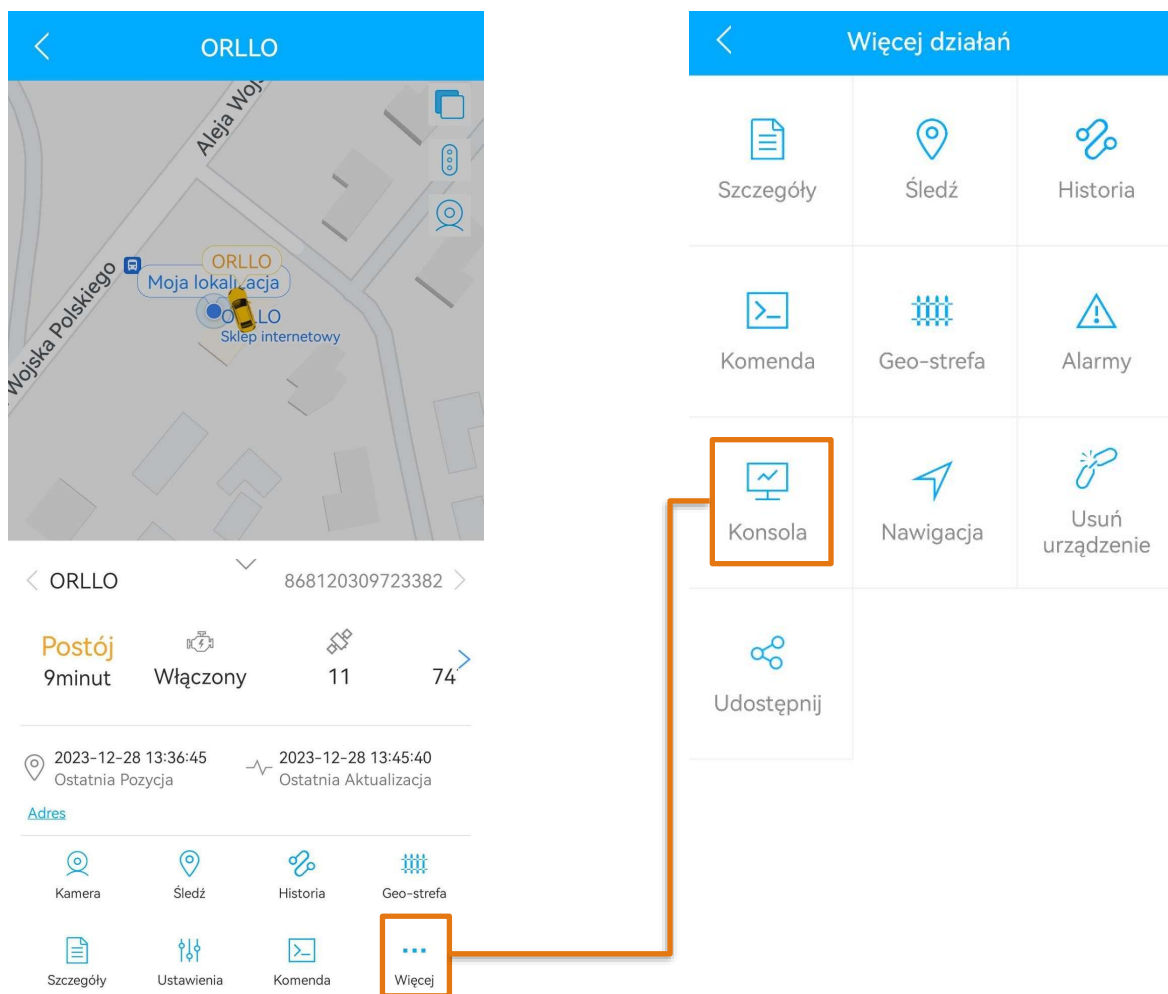 ORLLO
Aleja Woj
Wojska Polskiego
ORLLO
Moja lokalizacja
ORLLO
Sklep internetowy
ORLLO
868120309723382
Postój
9minut
Włączony
11
74
2023-12-28 13:36:45
Ostatnia Pozycja
2023-12-28 13:45:40
Ostatnia Aktualizacja
Adres
Kamera
Śledź
Historia
Geo-strefa
Szczegóły
Ustawienia
Komenda
Więcej
Więcej działań
Szczegóły
Śledź
Historia
Komenda
Geo-strefa
Alarmy
Konsola
Nawigacja
Usuń
urządzenie
Udostępnij